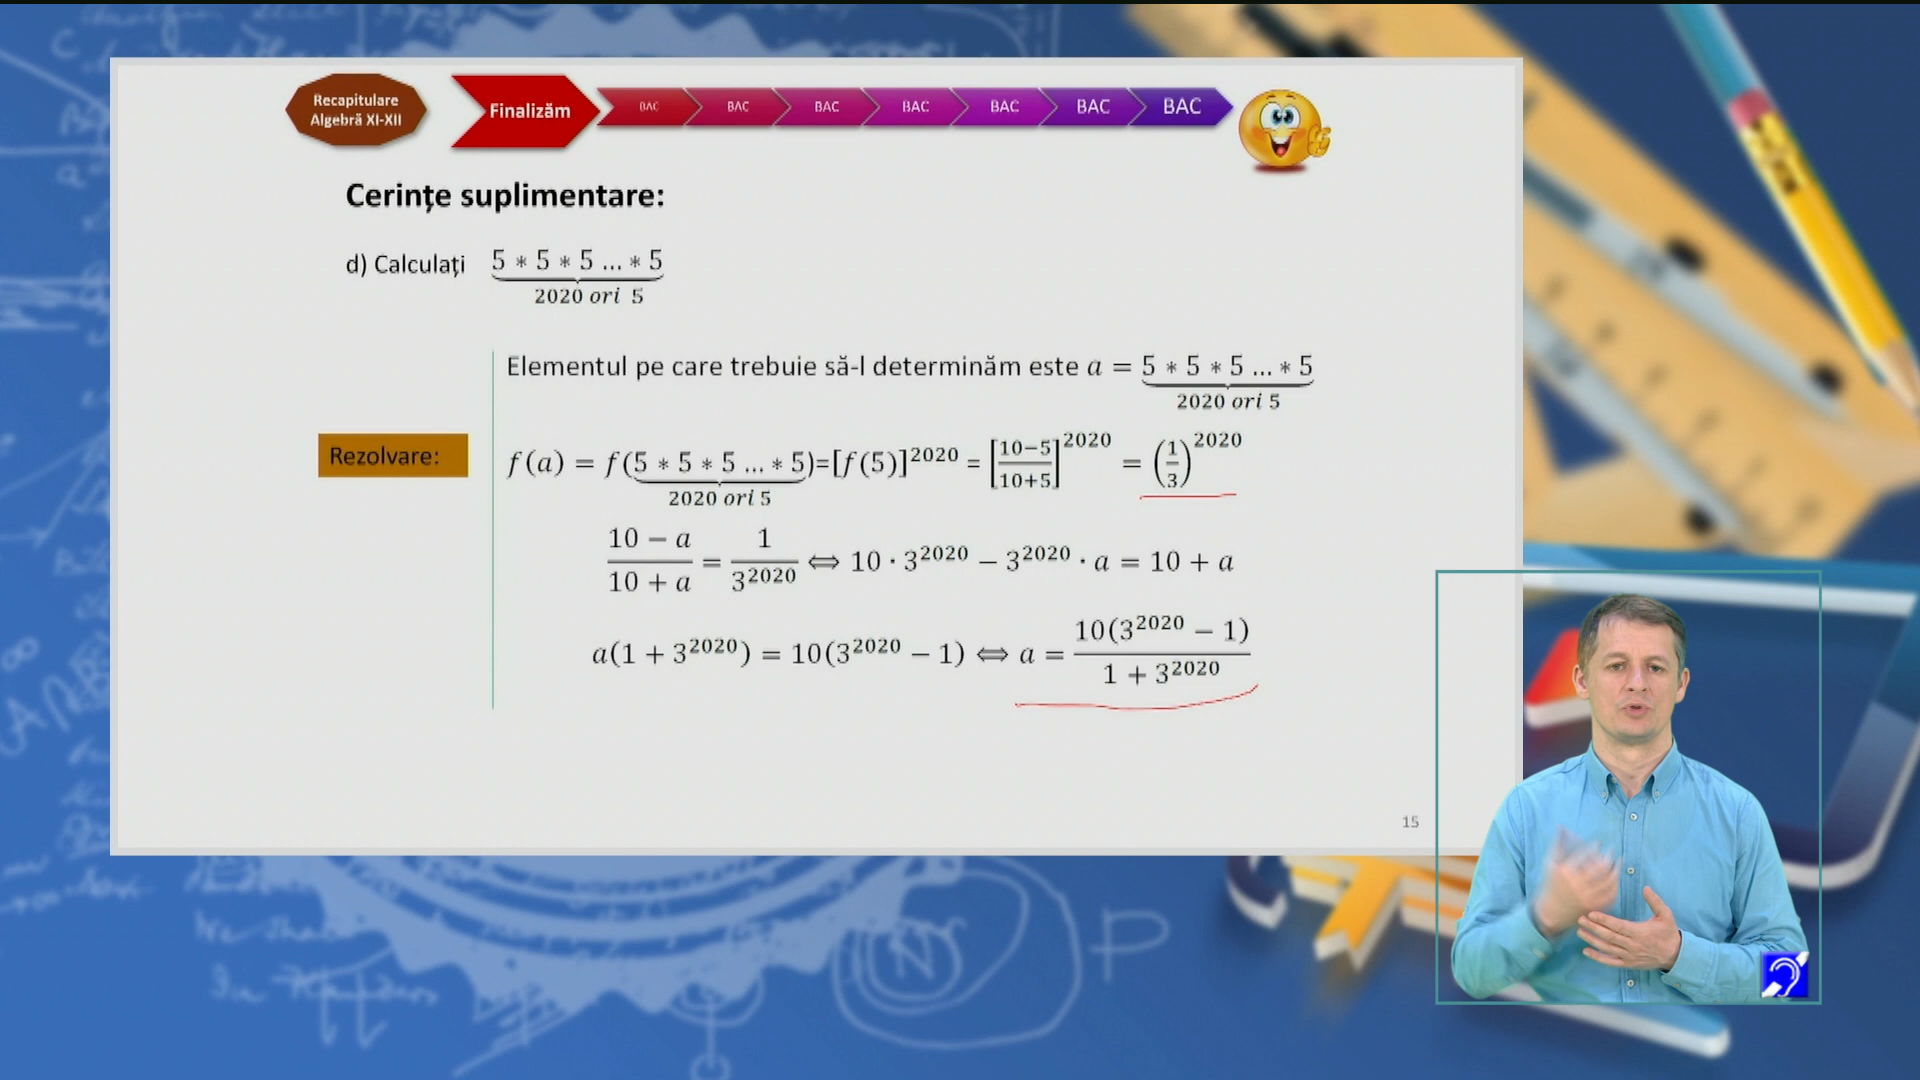 Recapitulare
Algebră XI-XII
Finalizăm
BAC BAC BAC BAC BAC BAC BAC
Cerințe suplimentare:
d) Calculați 5 ∗ 5 ∗ 5 … ∗ 5
2020 ori 5
Elementul pe care trebuie să-l determinăm este a = 5 ∗ 5 ∗ 5 … ∗ 5
2020 ori 5
Rezolvare:
f(a) = f(5 ∗ 5 ∗ 5 … ∗ 5)=[f(5)]^2020 = [10−5/10+5]^2020 = (1/3)^2020
2020 ori 5
10 − a/10 + a = 1/3^2020 ⟺ 10 · 3^2020 − 3^2020 · a = 10 + a
a(1 + 3^2020) = 10(3^2020 − 1) ⟺ a = 10(3^2020 − 1)/1 + 3^2020
15
N
P